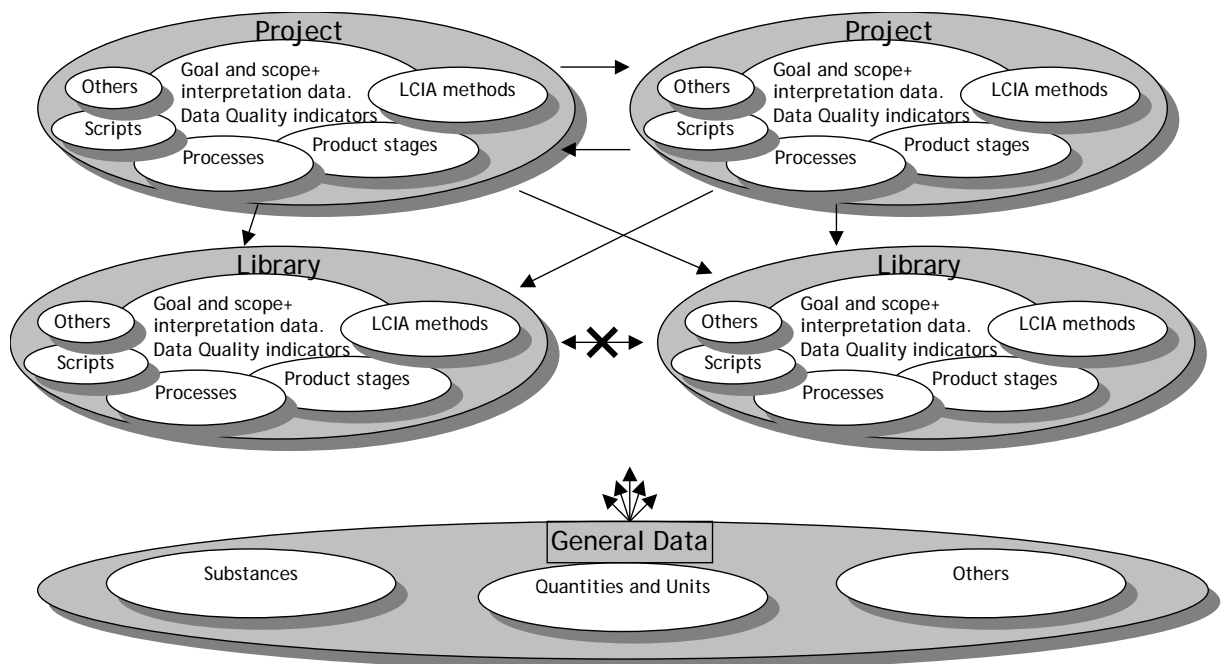 Project
Others
Goal and scope+
interpretation data.
Data Quality indicators
LCIA methods
Scripts
Processes
Product stages
Project
Others
Goal and scope+
interpretation data.
Data Quality indicators
LCIA methods
Scripts
Processes
Product stages
Library
Others
Goal and scope+
interpretation data.
Data Quality indicators
LCIA methods
Scripts
Processes
Product stages
Library
Others
Goal and scope+
interpretation data.
Data Quality indicators
LCIA methods
Scripts
Processes
Product stages
General Data
Substances
Quantities and Units
Others